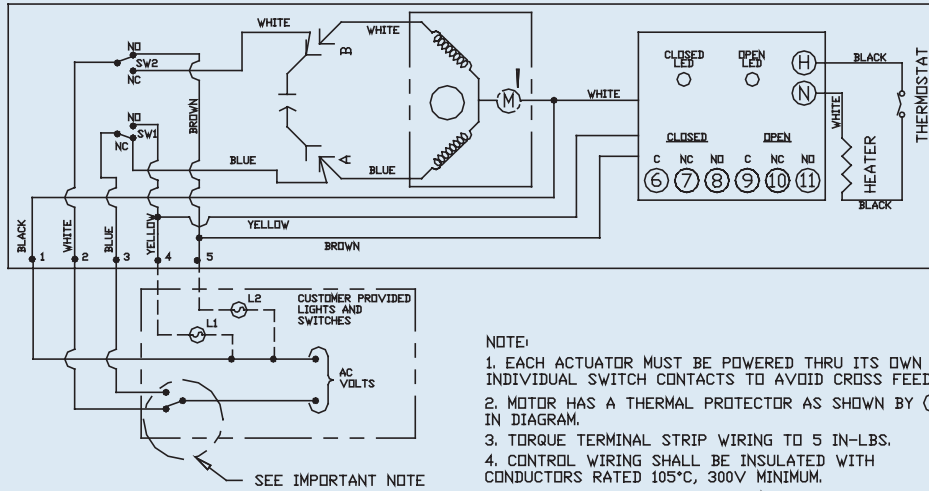 WHITE
NO
SW2
NC
BROWN
NO
SW1
NC
BLUE
B
A
WHITE
BLUE
M
WHITE
CLOSED LED
OPEN LED
H
N
BLACK
WHITE
THERMOSTAT
HEATER
BLACK
CLOSED
OPEN
C NC NO C NC NO
6 7 8 9 10 11
YELLOW
BROWN
BLACK
WHITE
BLUE
YELLOW
1 2 3 4 5
L2
L1
CUSTOMER PROVIDED
LIGHTS AND
SWITCHES
AC
VOLTS
SEE IMPORTANT NOTE
NOTE:
1. EACH ACTUATOR MUST BE POWERED THRU ITS OWN
INDIVIDUAL SWITCH CONTACTS TO AVOID CROSS FEED
2. MOTOR HAS A THERMAL PROTECTOR AS SHOWN BY (
IN DIAGRAM.
3. TORQUE TERMINAL STRIP WIRING TO 5 IN-LBS.
4. CONTROL WIRING SHALL BE INSULATED WITH
CONDUCTORS RATED 105°C, 300V MINIMUM.